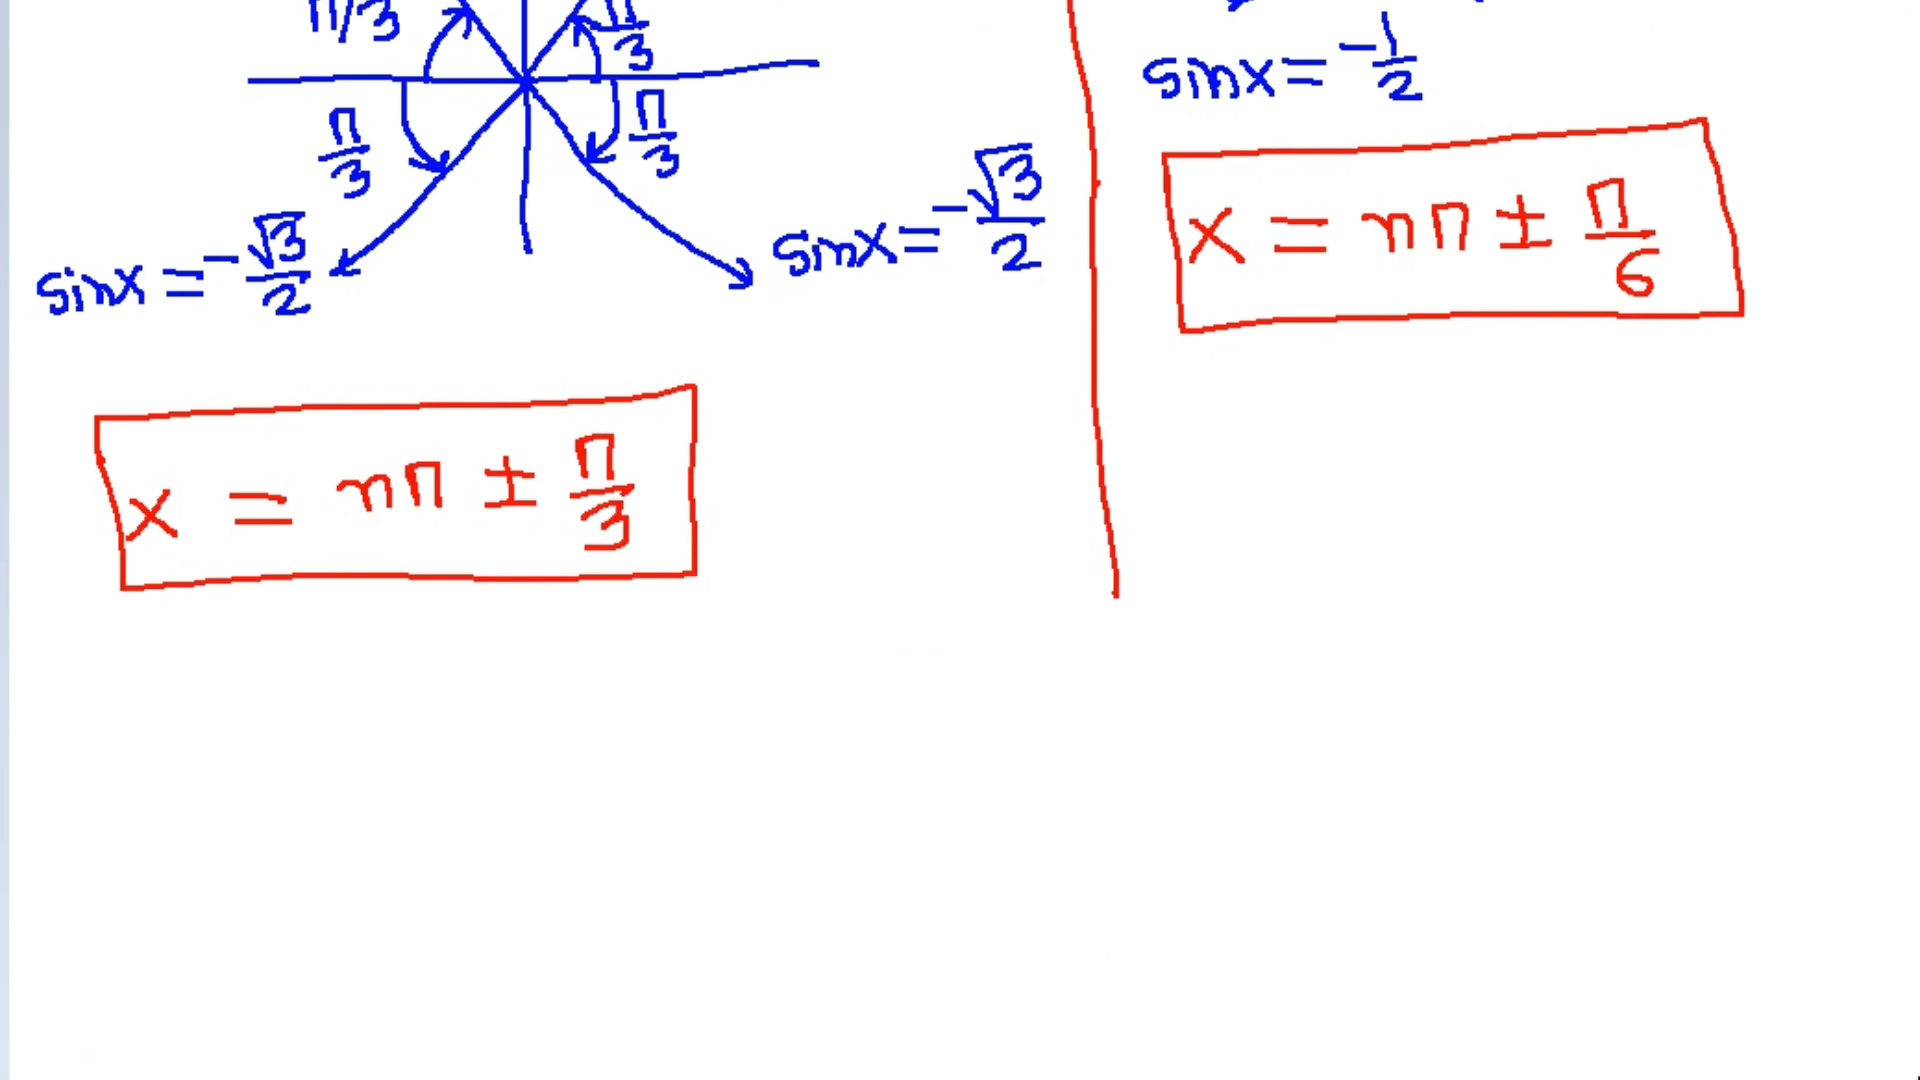 π/3
π/3
π/3
π/3
sinx = -√3/2
sinx = -√3/2
x = nπ ± π/3
sinx = -1/2
x = nπ ± π/6